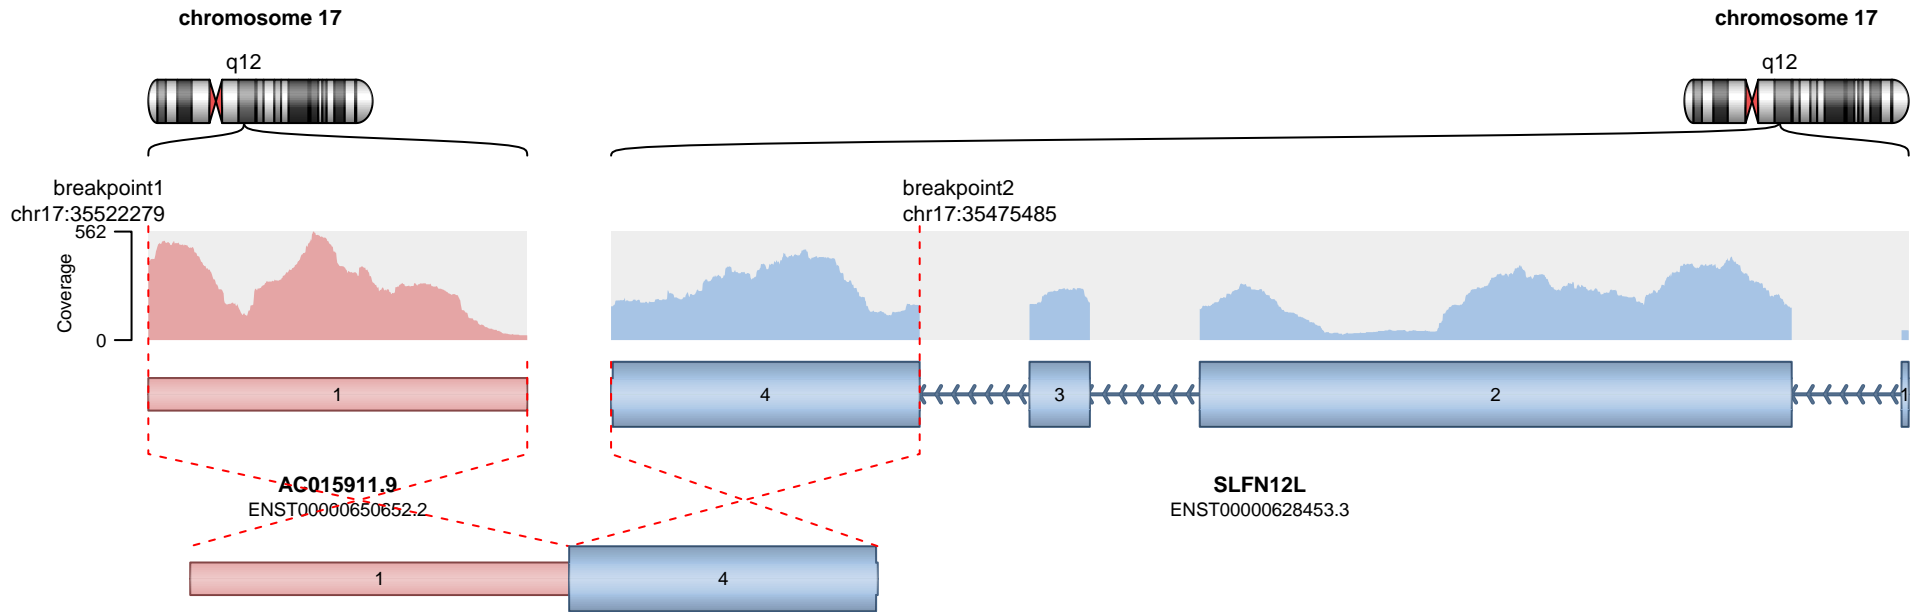 chromosome 17
chromosome 17
q12
q12
breakpoint1
chr17:35522279
breakpoint2
chr17:35475485
562
Coverage
0
1
4
3
2
1
AC015911.9
ENST00000650652.2
SLFN12L
ENST00000628453.3
1
4